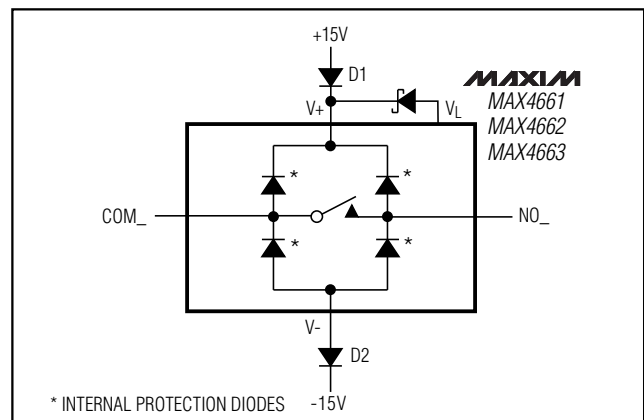 +15V
D1
MAXIM
V+
VL
MAX4661
MAX4662
MAX4663
*
*
COM_
NO_
*
*
V-
D2
* INTERNAL PROTECTION DIODES
-15V